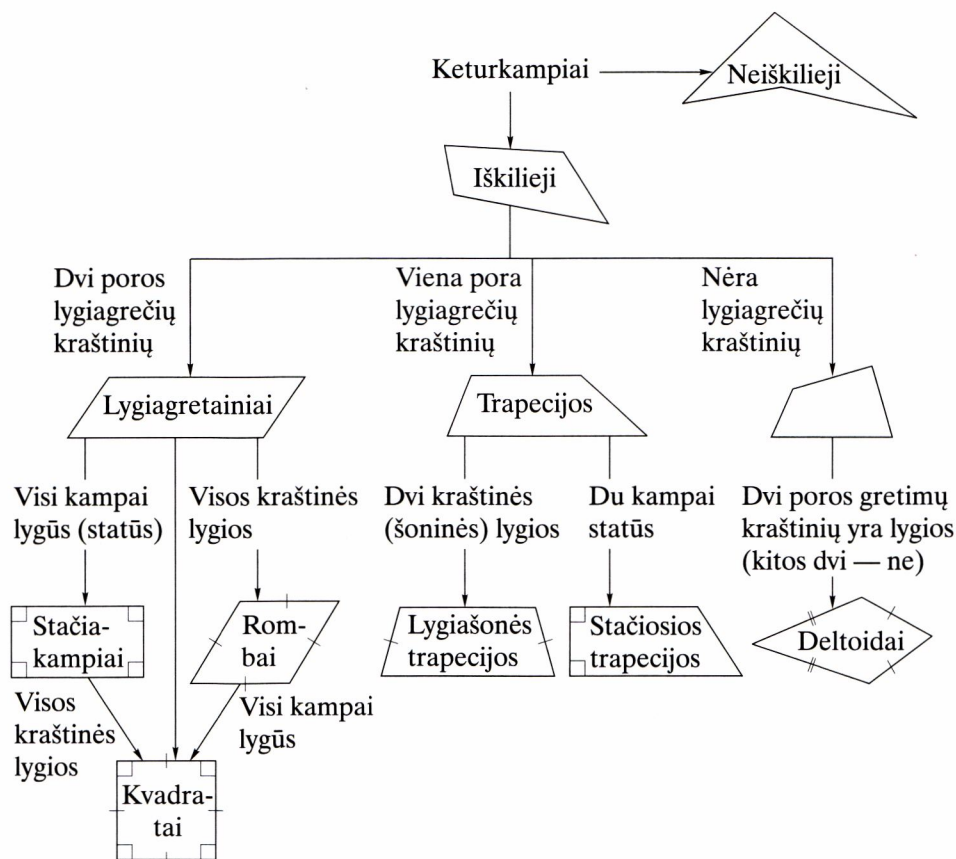 Keturkampiai
Neiškilieji
Iškilieji
Dvi poros
lygiagrečių
kraštinių
Viena pora
lygiagrečių
kraštinių
Nėra
lygiagrečių
kraštinių
Lygiagretainiai
Trapecijos
Visi kampai
lygūs (statūs)
Visos kraštinės
lygios
Dvi kraštinės
(šoninės) lygios
Du kampai
statūs
Dvi poros gretimų
kraštinių yra lygios
(kitos dvi — ne)
Stačia-
kampiai
Rom-
bai
Lygiašonės
trapecijos
Stačiosios
trapecijos
Deltoidai
Visos
kraštinės
lygios
Visi kampai
lygūs
Kvadra-
tai